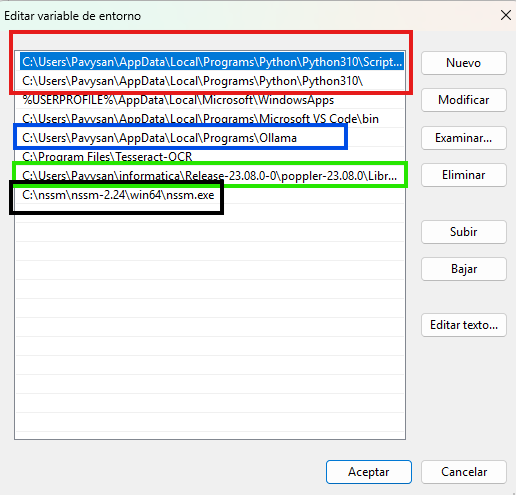 Editar variable de entorno
C:\Users\Pavysan\AppData\Local\Programs\Python\Python310\Script...
Nuevo
C:\Users\Pavysan\AppData\Local\Programs\Python\Python310\
%USERPROFILE%\AppData\Local\Microsoft\WindowsApps
Modificar
C:\Users\Pavysan\AppData\Local\Programs\Microsoft VS Code\bin
C:\Users\Pavysan\AppData\Local\Programs\Ollama
Examinar...
C:\Program Files\Tesseract-OCR
C:\Users\Pavysan\informatica\Release-23.08.0-0\poppler-23.08.0\Libr...
Eliminar
C:\nssm\nssm-2.24\win64\nssm.exe
Subir
Bajar
Editar texto...
Aceptar
Cancelar